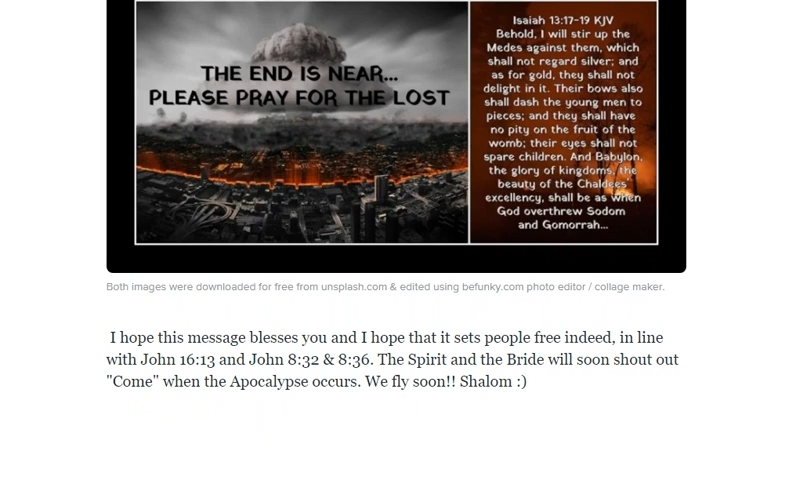 THE END IS NEAR...
PLEASE PRAY FOR THE LOST
Isaiah 13:17-19 KJV
Behold, I will stir up the
Medes against them, which
shall not regard silver; and
as for gold, they shall not
delight in it. Their bows also
shall dash the young men to
pieces; and they shall have
no pity on the fruit of the
womb; their eyes shall not
spare children. And Babylon,
the glory of kingdoms, the
beauty of the Chaldees'
excellency, shall be as when
God overthrew Sodom
and Gomorrah...
Both images were downloaded for free from unsplash.com & edited using befunky.com photo editor / collage maker.
I hope this message blesses you and I hope that it sets people free indeed, in line
with John 16:13 and John 8:32 & 8:36. The Spirit and the Bride will soon shout out
"Come" when the Apocalypse occurs. We fly soon!! Shalom :)